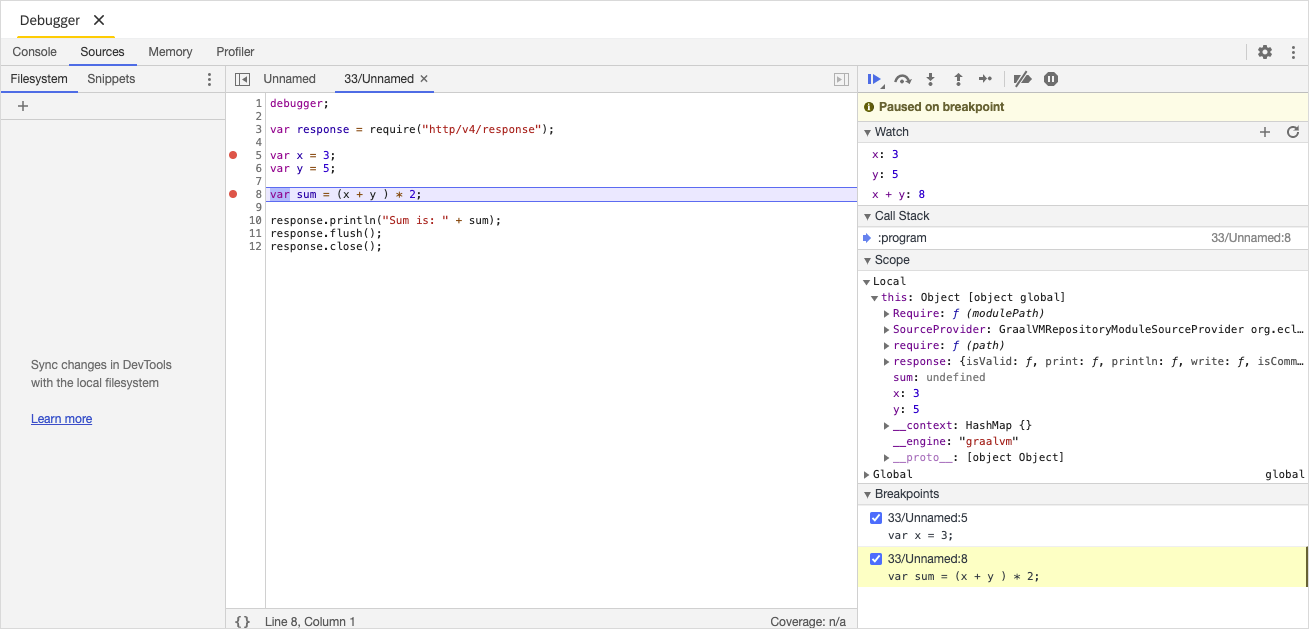 Debugger
Console Sources Memory Profiler
Filesystem Snippets
Sync changes in DevTools
with the local filesystem
Learn more
Unnamed 33/Unnamed
1 debugger;
2
3 var response = require("http/v4/response");
4
5 var x = 3;
6 var y = 5;
7
8 var sum = (x + y ) * 2;
9
10 response.println("Sum is: " + sum);
11 response.flush();
12 response.close();
{} Line 8, Column 1 Coverage: n/a
Paused on breakpoint
Watch
x: 3
y: 5
x + y: 8
Call Stack
:program 33/Unnamed:8
Scope
Local
this: Object [object global]
Require: ƒ (modulePath)
SourceProvider: GraalVMRepositoryModuleSourceProvider org.ecl…
require: ƒ (path)
response: {isValid: ƒ, print: ƒ, println: ƒ, write: ƒ, isComm…
sum: undefined
x: 3
y: 5
__context: HashMap {}
__engine: "graalvm"
__proto__: [object Object]
Global global
Breakpoints
33/Unnamed:5
var x = 3;
33/Unnamed:8
var sum = (x + y ) * 2;